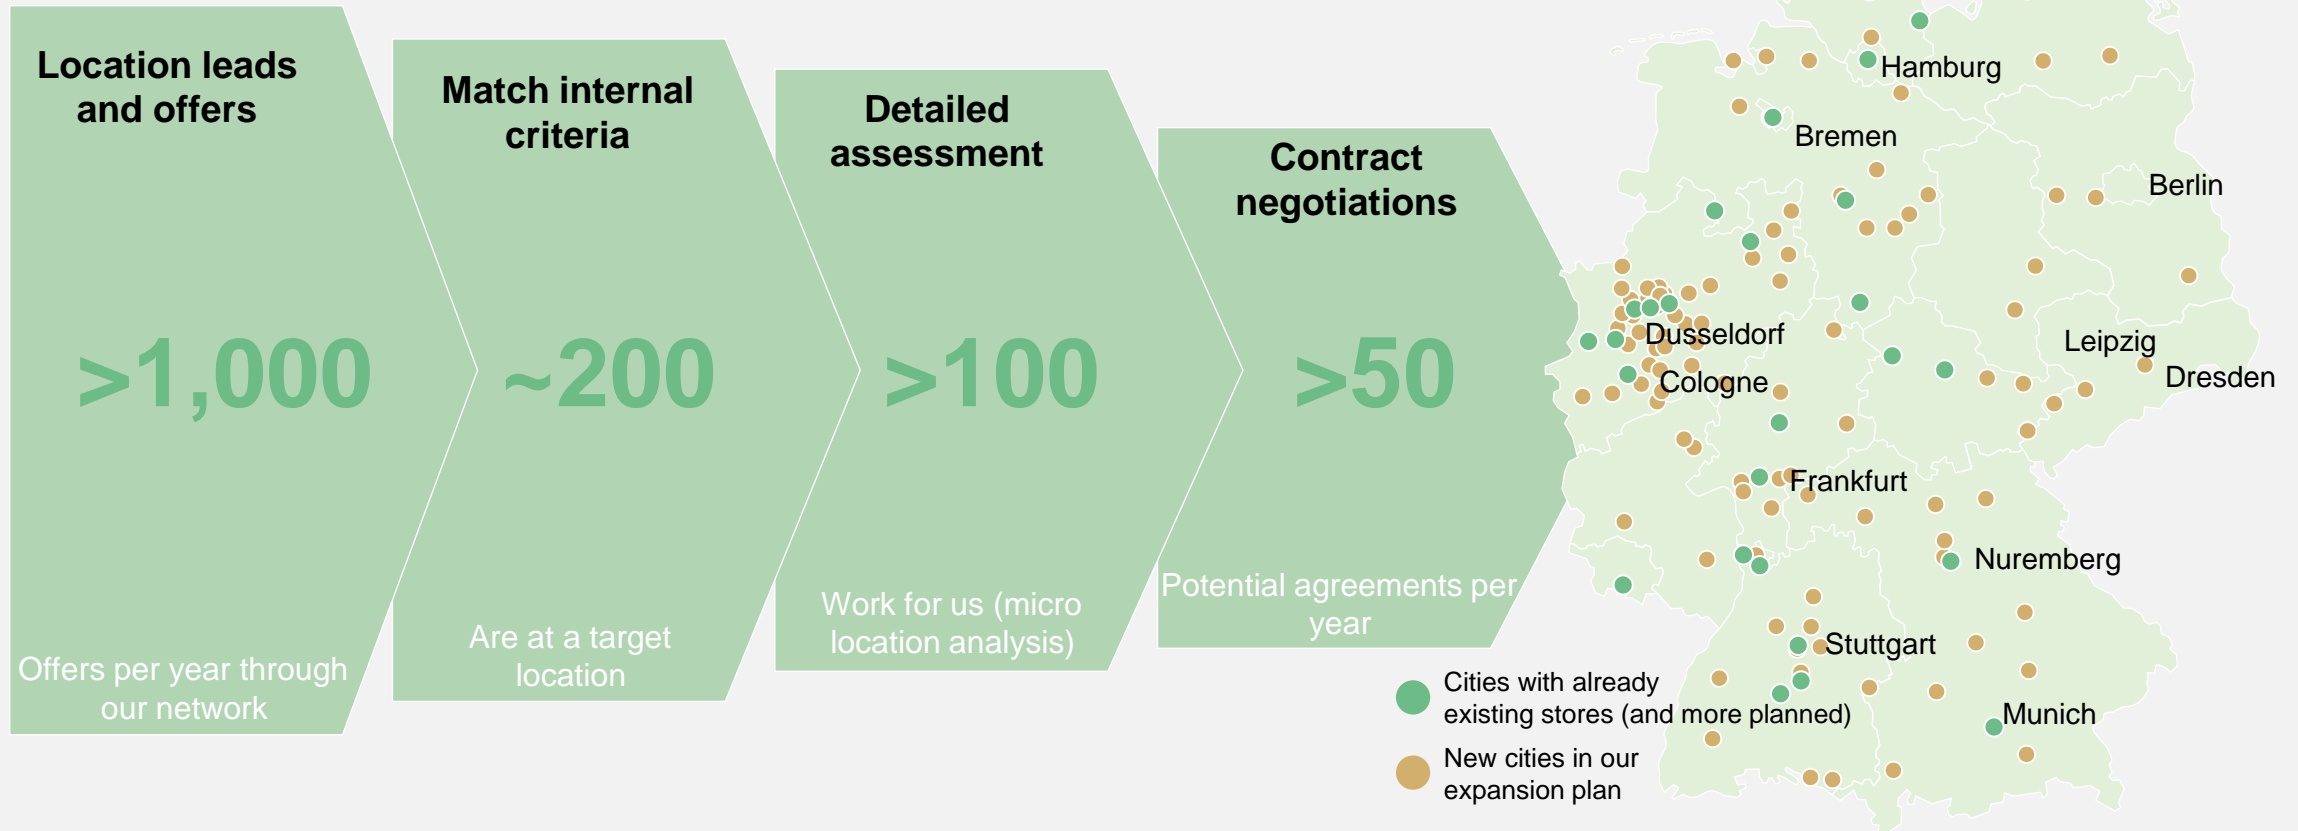 Location leads
and offers
>1,000
Offers per year through
our network
Match internal
criteria
~200
Are at a target
location
Detailed
assessment
>100
Work for us (micro
location analysis)
Contract
negotiations
>50
Potential agreements per
year
Hamburg
Bremen
Berlin
Dusseldorf
Leipzig
Cologne
Dresden
Frankfurt
Nuremberg
Stuttgart
Munich
Cities with already
existing stores (and more planned)
New cities in our
expansion plan